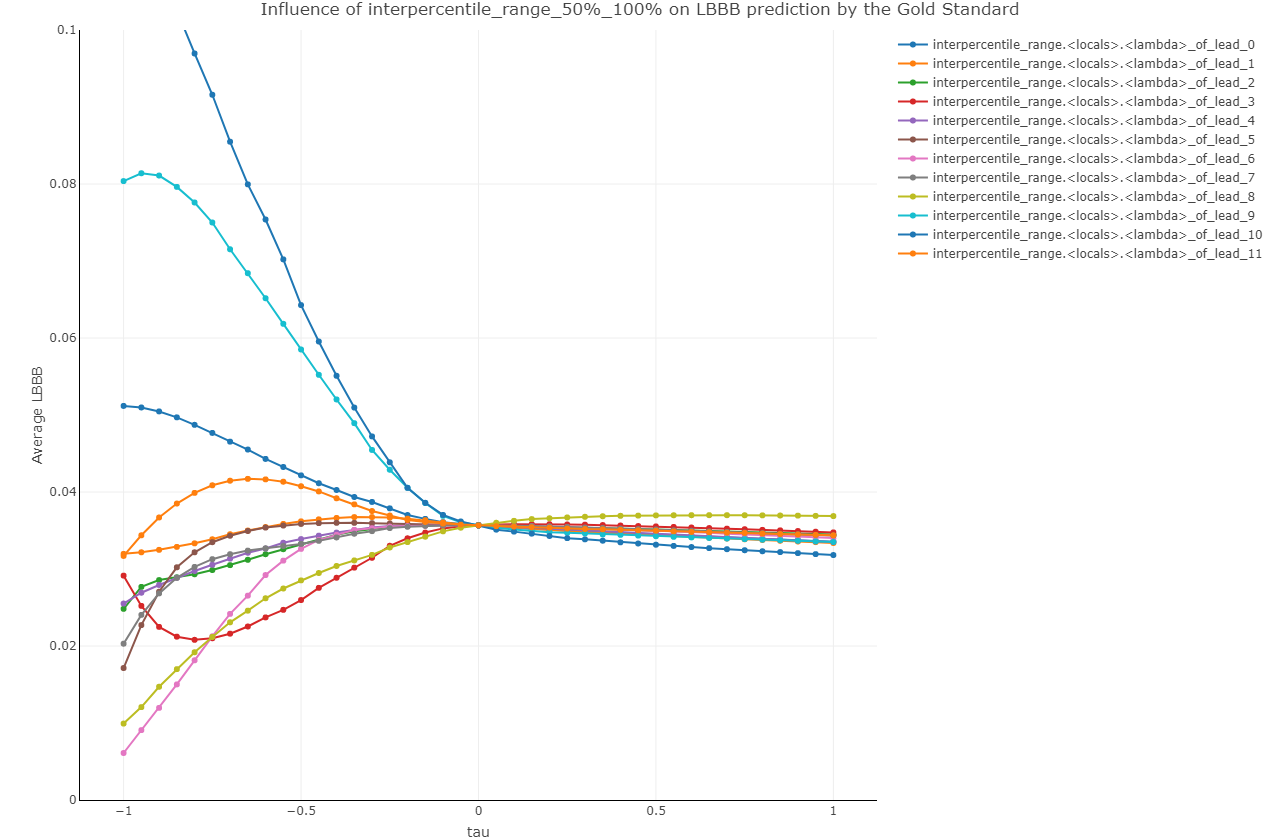 Influence of interpercentile_range_50%_100% on LBBB prediction by the Gold Standard
0.1
0.08
0.06
0.04
0.02
0
Average LBBB
−1
−0.5
0
0.5
1
tau
interpercentile_range.<locals>.<lambda>_of_lead_0
interpercentile_range.<locals>.<lambda>_of_lead_1
interpercentile_range.<locals>.<lambda>_of_lead_2
interpercentile_range.<locals>.<lambda>_of_lead_3
interpercentile_range.<locals>.<lambda>_of_lead_4
interpercentile_range.<locals>.<lambda>_of_lead_5
interpercentile_range.<locals>.<lambda>_of_lead_6
interpercentile_range.<locals>.<lambda>_of_lead_7
interpercentile_range.<locals>.<lambda>_of_lead_8
interpercentile_range.<locals>.<lambda>_of_lead_9
interpercentile_range.<locals>.<lambda>_of_lead_10
interpercentile_range.<locals>.<lambda>_of_lead_11